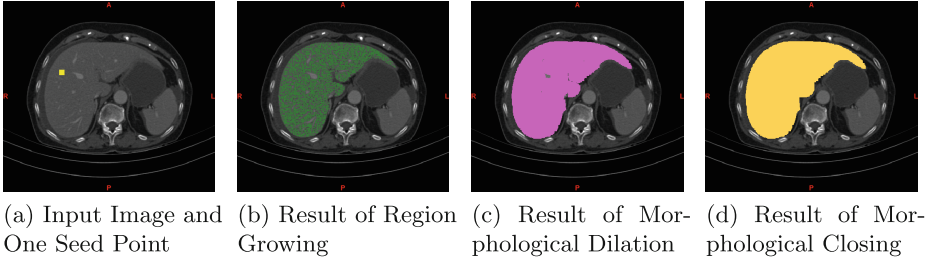 A A A A
R L R L R L R L
P P P P
(a) Input Image and
One Seed Point
(b) Result of Region
Growing
(c) Result of Mor-
phological Dilation
(d) Result of Mor-
phological Closing